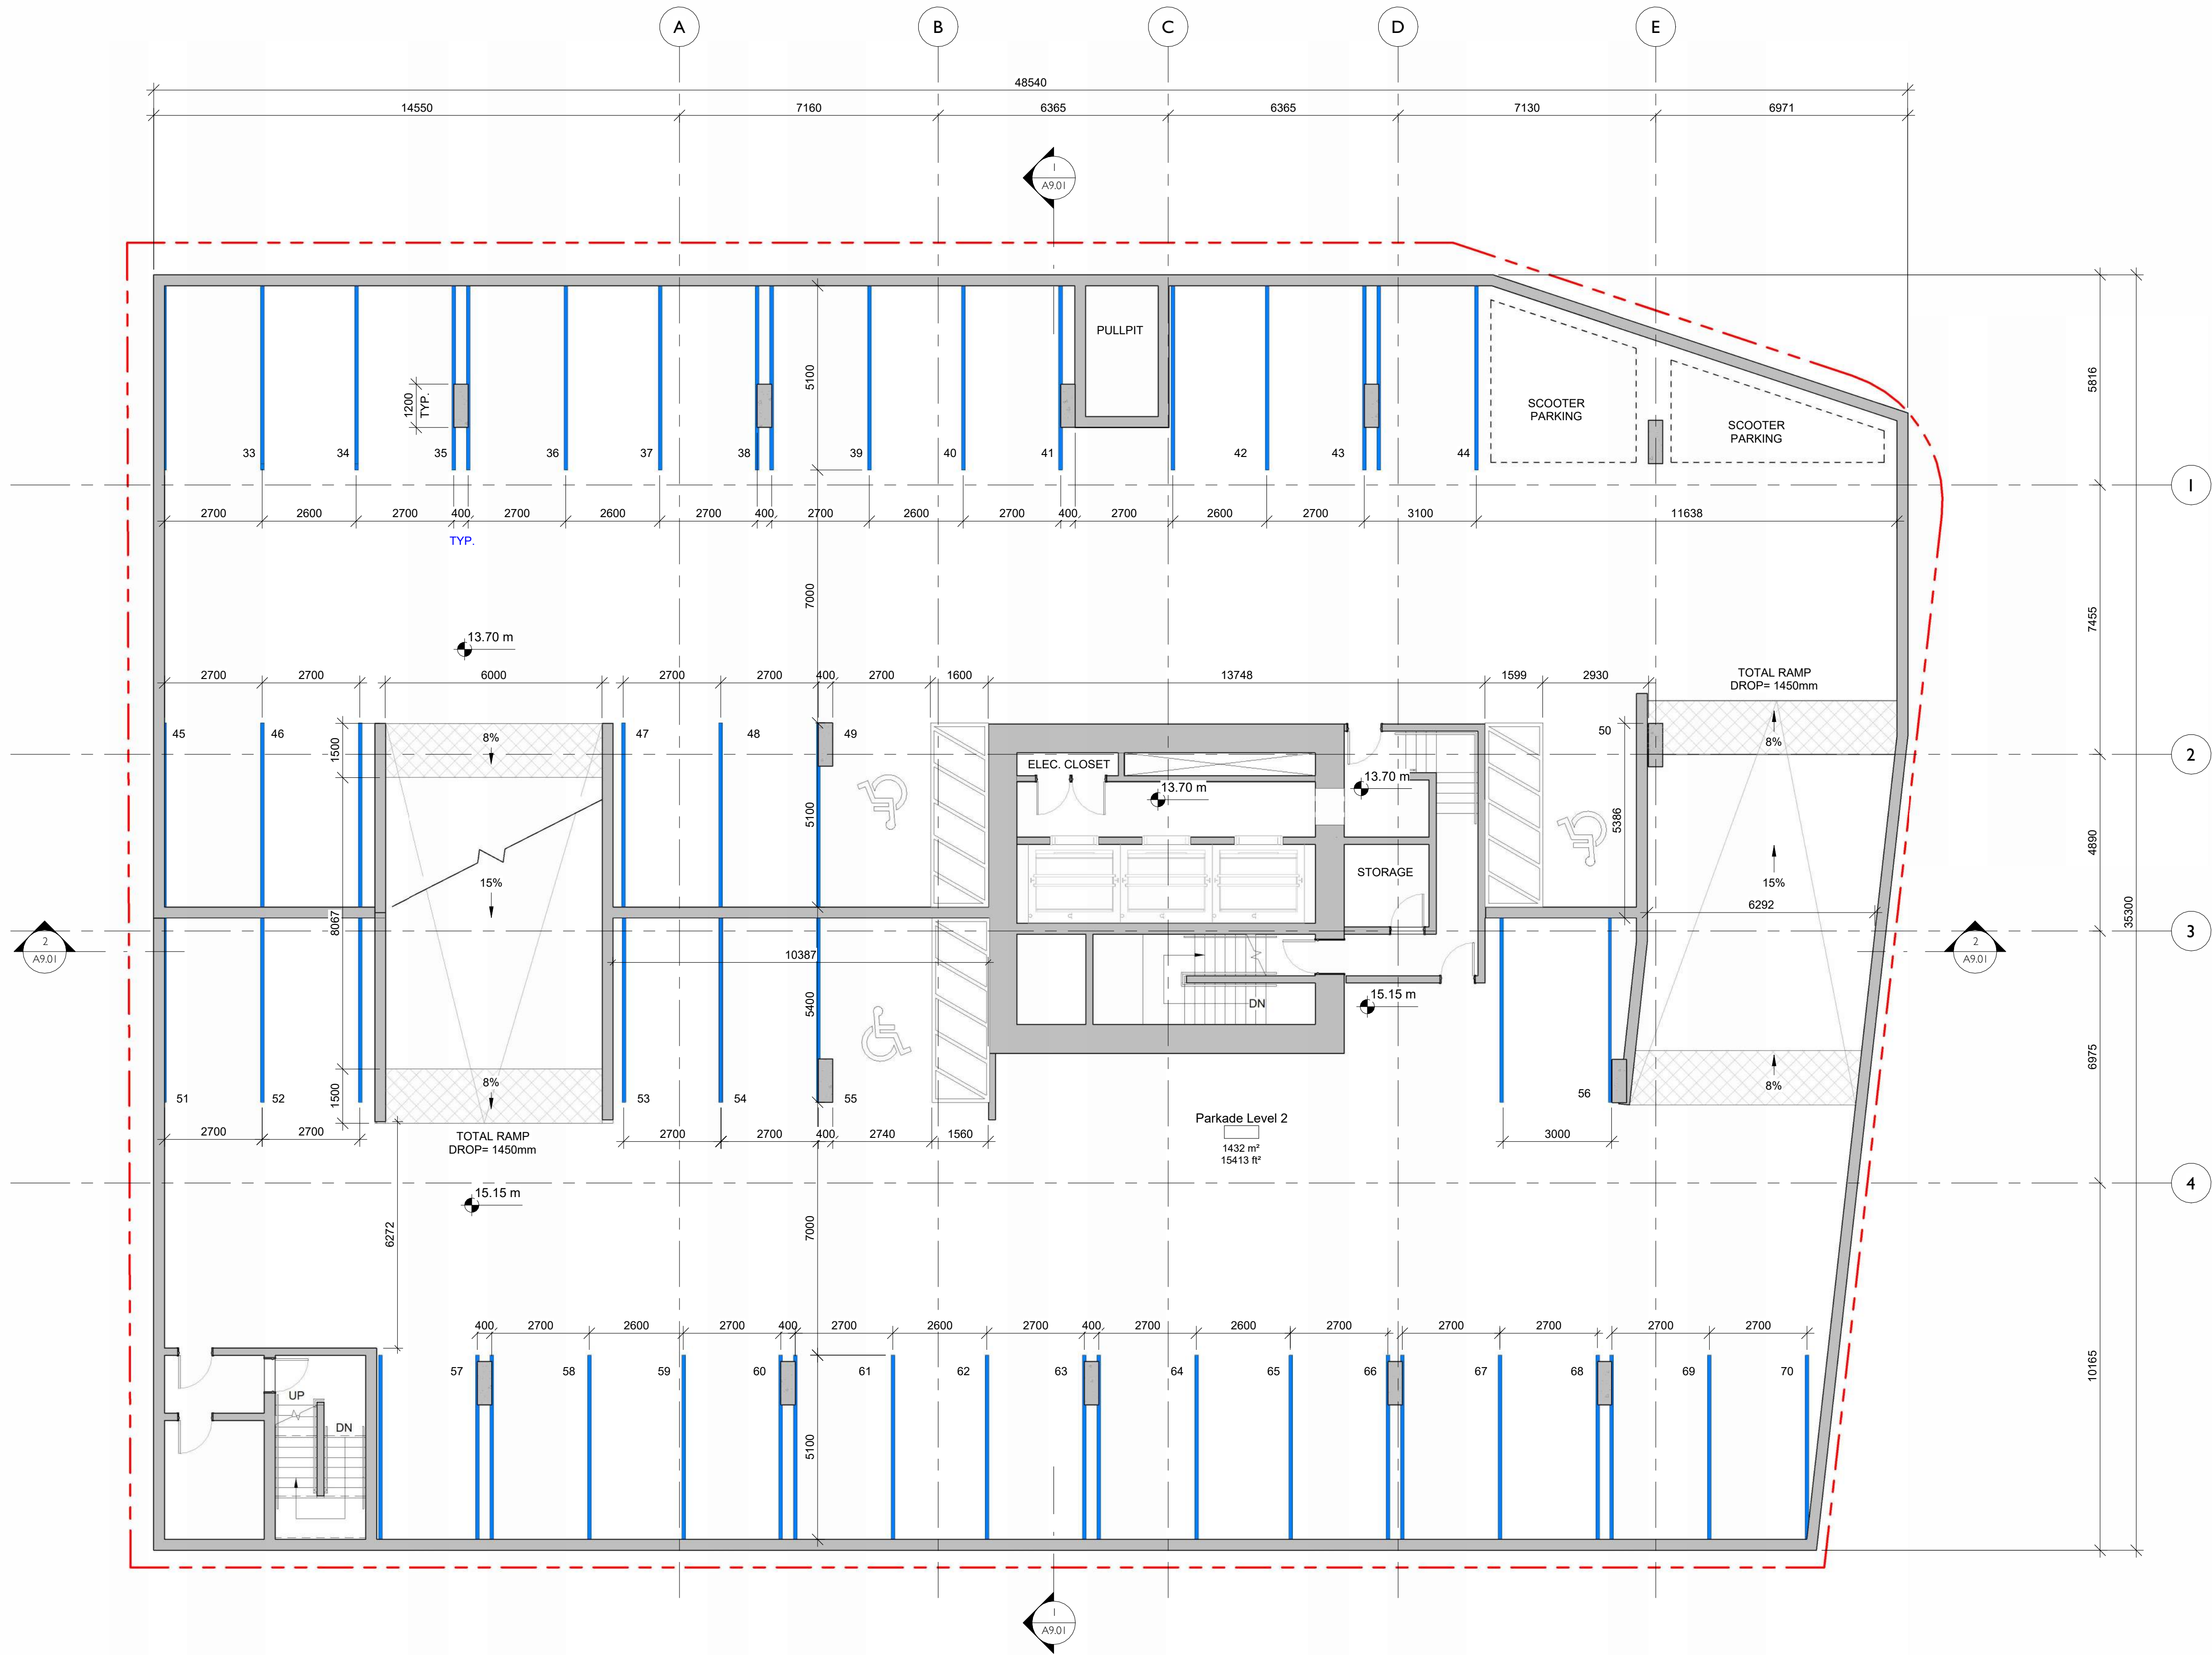 A B C D E
48540
14550 7160 6365 6365 7130 6971
1
A9.01
PULLPIT
5100
1200
TYP.
SCOOTER
PARKING
SCOOTER
PARKING
5816
33 34 35 36 37 38 39 40 41 42 43 44
1
2700 2600 2700 400 2700 2600 2700 400 2700 2600 2700 400 2700 2600 2700 3100 11638
TYP.
7000
7455
13.70 m
2700 2700 6000 2700 2700 400 2700 1600 13748 1599 2930
TOTAL RAMP
DROP= 1450mm
45 46 8% 47 48 49 50 8%
1500
2
ELEC. CLOSET
13.70 m
13.70 m
5100
5386
4890
15%
STORAGE
15%
8067
6292
35300
2
A9.01
3
2
A9.01
10387
5400
DN
15.15 m
6975
8%
8%
1500
51 52 53 54 55 56
2700 2700 2700 2700 400 2740 1560 3000
TOTAL RAMP
DROP= 1450mm
Parkade Level 2
1432 m²
15413 ft²
4
15.15 m
6272
7000
400 2700 2600 2700 400 2700 2600 2700 400 2700 2600 2700 2700 2700 2700 2700
57 58 59 60 61 62 63 64 65 66 67 68 69 70
10165
UP
DN
5100
1
A9.01